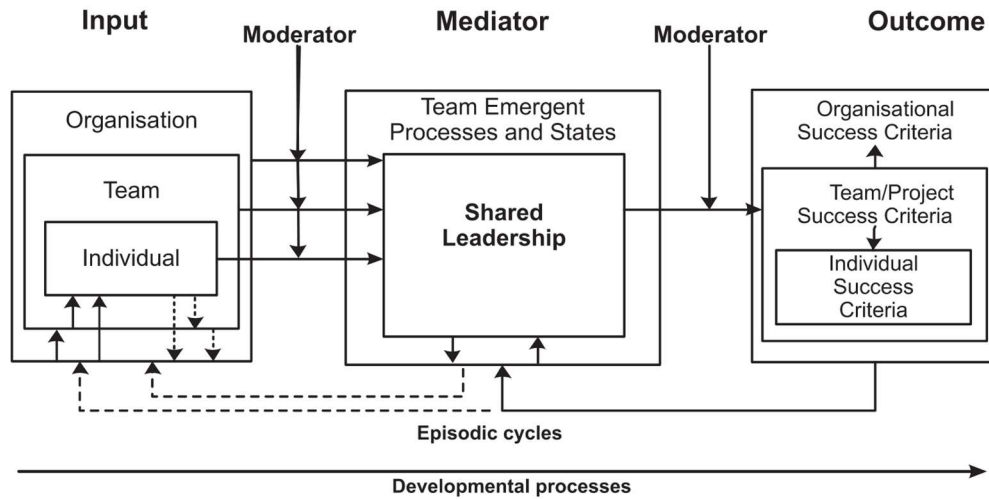 Input
Moderator
Mediator
Moderator
Outcome
Organisation
Team
Individual
Team Emergent
Processes and States
Shared
Leadership
Organisational
Success Criteria
Team/Project
Success Criteria
Individual
Success
Criteria
Episodic cycles
Developmental processes